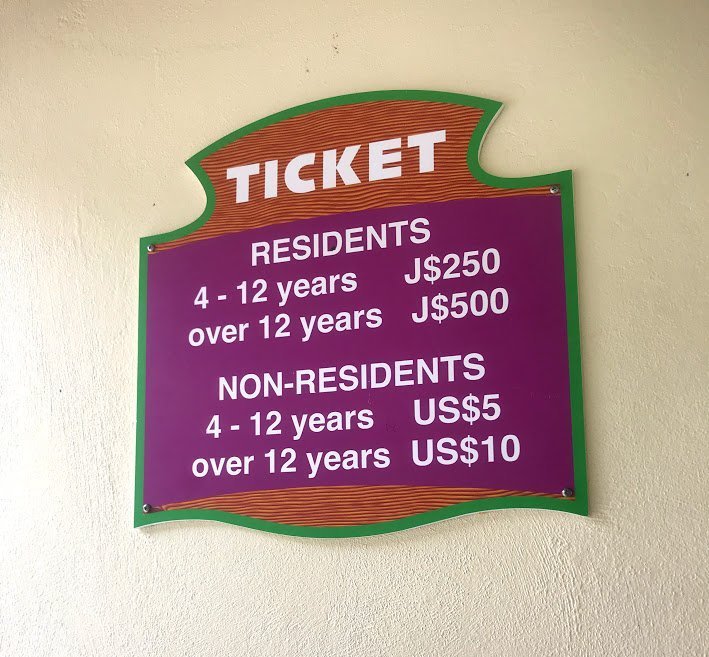 TICKET
RESIDENTS
4 - 12 years J$250
over 12 years J$500
NON-RESIDENTS
4 - 12 years US$5
over 12 years US$10